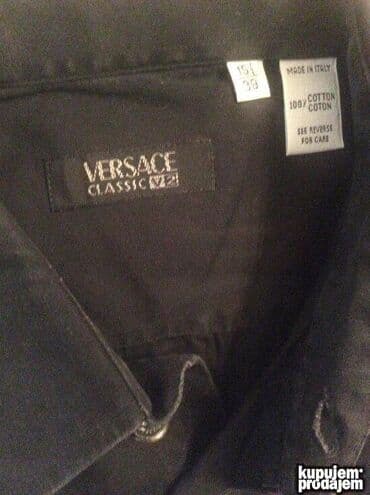 VERSACE
CLASSIC V2
15½
39
MADE IN ITALY
100% COTTON
COTON
SEE REVERSE
FOR CARE
kupujem
prodajem